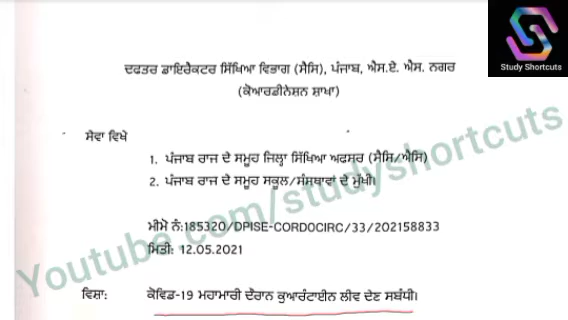 Study Shortcuts
ਦਫਤਰ ਡਾਇਰੈਕਟਰ ਸਿੱਖਿਆ ਵਿਭਾਗ (ਸੈਸਿ), ਪੰਜਾਬ, ਐਸ.ਏ. ਐਸ. ਨਗਰ
(ਕੋਆਰਡੀਨੇਸ਼ਨ ਸ਼ਾਖਾ)
ਸੇਵਾ ਵਿਖੇ
1. ਪੰਜਾਬ ਰਾਜ ਦੇ ਸਮੂਹ ਜਿਲ੍ਹਾ ਸਿੱਖਿਆ ਅਫਸਰ (ਸੈਸਿ/ਐਸਿ)
2. ਪੰਜਾਬ ਰਾਜ ਦੇ ਸਮੂਹ ਸਕੂਲ/ਸੰਸਥਾਵਾਂ ਦੇ ਮੁੱਖੀ।
ਮੀਮੋ ਨੰ:185320/DPISE-CORDOCIRC/33/202158833
ਮਿਤੀ: 12.05.2021
ਵਿਸ਼ਾ: ਕੋਵਿਡ-19 ਮਹਾਮਾਰੀ ਦੌਰਾਨ ਕੁਆਰੰਟਾਈਨ ਲੀਵ ਦੇਣ ਸਬੰਧੀ।
Youtube.com/studyshortcuts